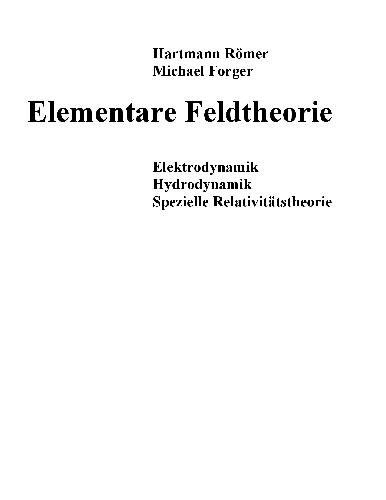 Hartmann Römer
Michael Forger
Elementare Feldtheorie
Elektrodynamik
Hydrodynamik
Spezielle Relativitätstheorie